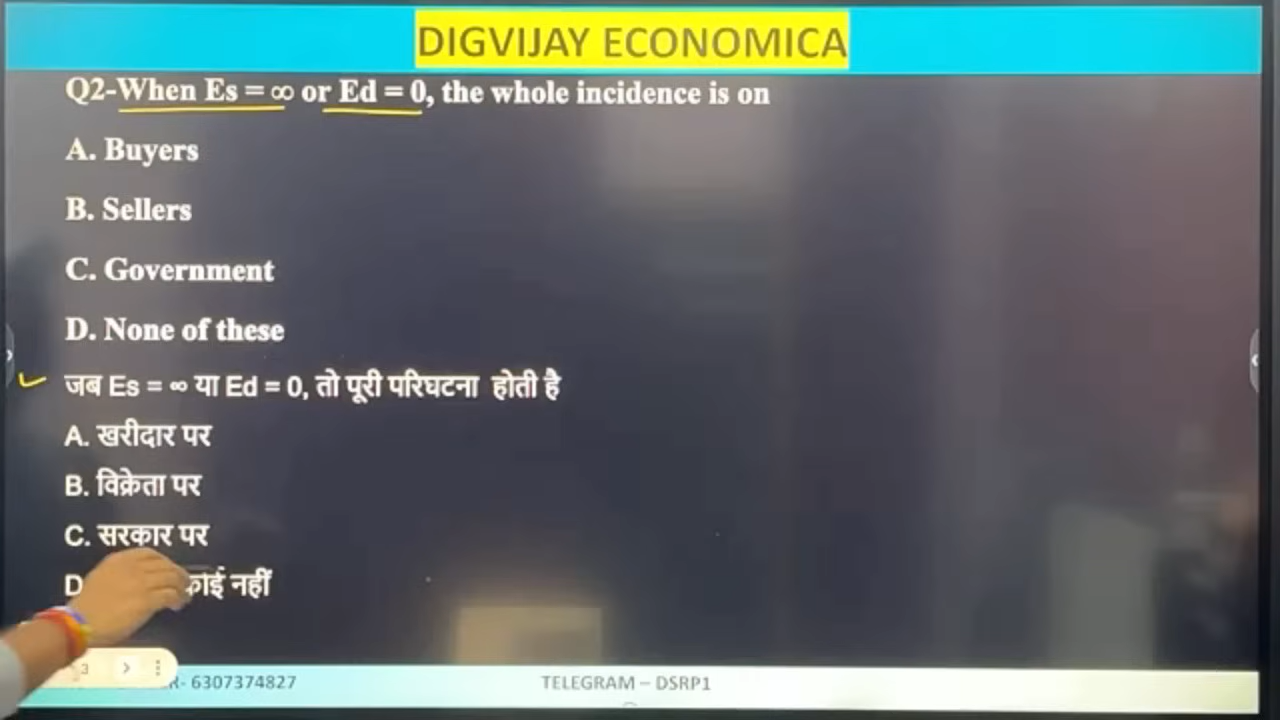 DIGVIJAY ECONOMICA
Q2-When Es = ∞ or Ed = 0, the whole incidence is on
A. Buyers
B. Sellers
C. Government
D. None of these
जब Es = ∞ या Ed = 0, तो पूरी परिघटना होती है
A. खरीदार पर
B. विक्रेता पर
C. सरकार पर
D नहीं
3
6307374827
TELEGRAM – DSRP1